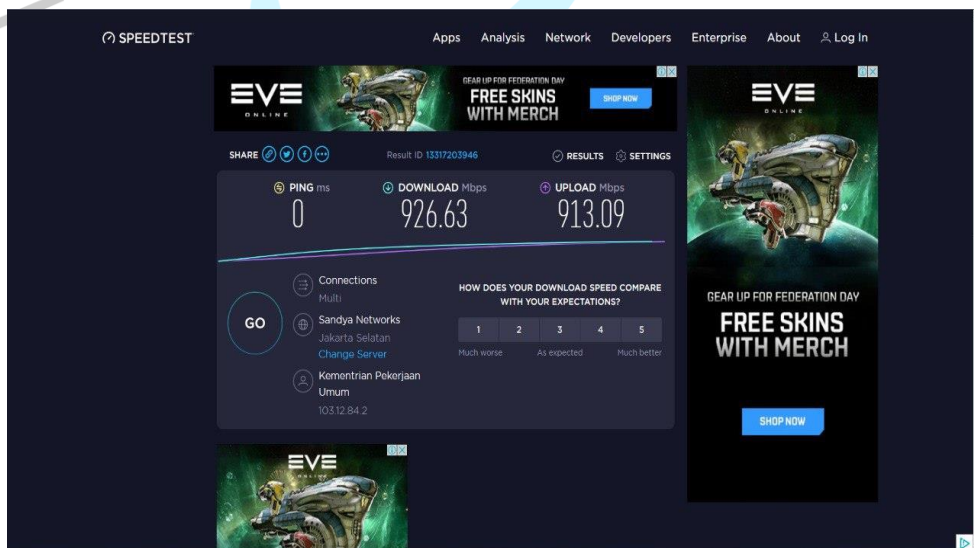 SPEEDTEST
Apps Analysis Network Developers Enterprise About Log In
EVE
ONLINE
GEAR UP FOR FEDERATION DAY
FREE SKINS
WITH MERCH
SHOP NOW
SHARE
Result ID 13317203946
RESULTS SETTINGS
PING ms
0
DOWNLOAD Mbps
926.63
UPLOAD Mbps
913.09
GO
Connections
Multi
Sandya Networks
Jakarta Selatan
Change Server
Kementrian Pekerjaan
Umum
103.12.84.2
HOW DOES YOUR DOWNLOAD SPEED COMPARE
WITH YOUR EXPECTATIONS?
1 2 3 4 5
Much worse As expected Much better
EVE
ONLINE
GEAR UP FOR FEDERATION DAY
FREE SKINS
WITH MERCH
SHOP NOW
EVE
ONLINE